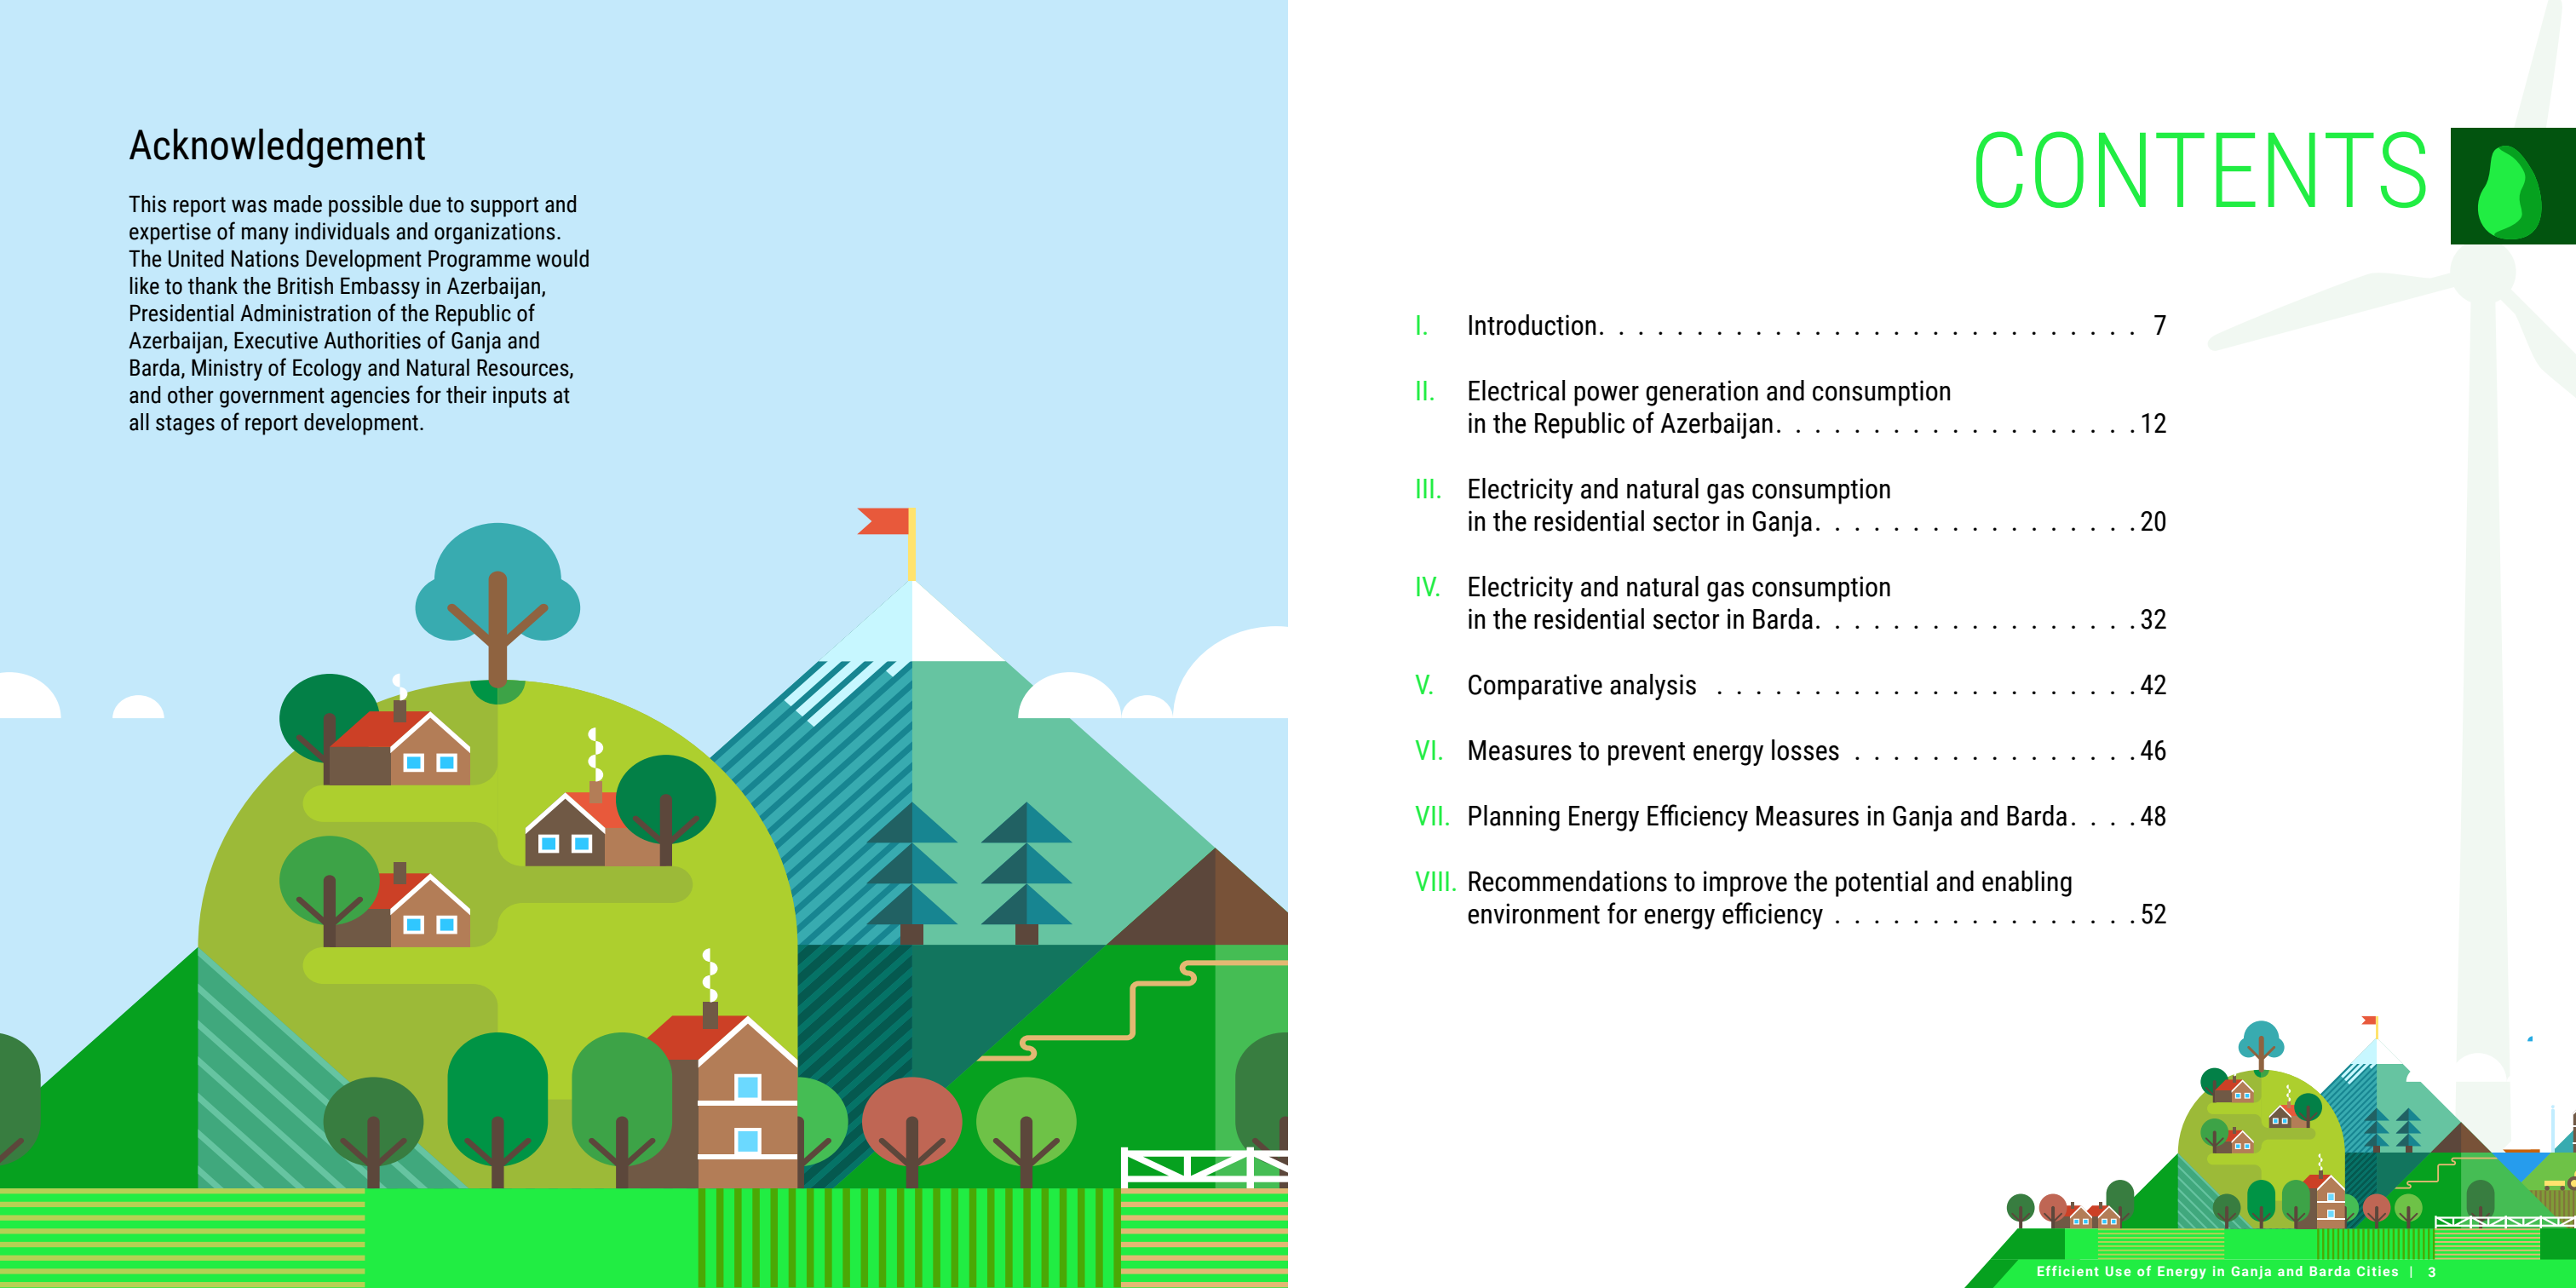 Acknowledgement
This report was made possible due to support and
expertise of many individuals and organizations.
The United Nations Development Programme would
like to thank the British Embassy in Azerbaijan,
Presidential Administration of the Republic of
Azerbaijan, Executive Authorities of Ganja and
Barda, Ministry of Ecology and Natural Resources,
and other government agencies for their inputs at
all stages of report development.
CONTENTS
I. Introduction. . . . . . . . . . . . . . . . . . . . . . . . . . . . 7
II. Electrical power generation and consumption
in the Republic of Azerbaijan. . . . . . . . . . . . . . . . . . . 12
III. Electricity and natural gas consumption
in the residential sector in Ganja. . . . . . . . . . . . . . . . . 20
IV. Electricity and natural gas consumption
in the residential sector in Barda. . . . . . . . . . . . . . . . . 32
V. Comparative analysis . . . . . . . . . . . . . . . . . . . . . . 42
VI. Measures to prevent energy losses . . . . . . . . . . . . . . . 46
VII. Planning Energy Efficiency Measures in Ganja and Barda. . . . 48
VIII. Recommendations to improve the potential and enabling
environment for energy efficiency . . . . . . . . . . . . . . . . 52
Efficient Use of Energy in Ganja and Barda Cities | 3